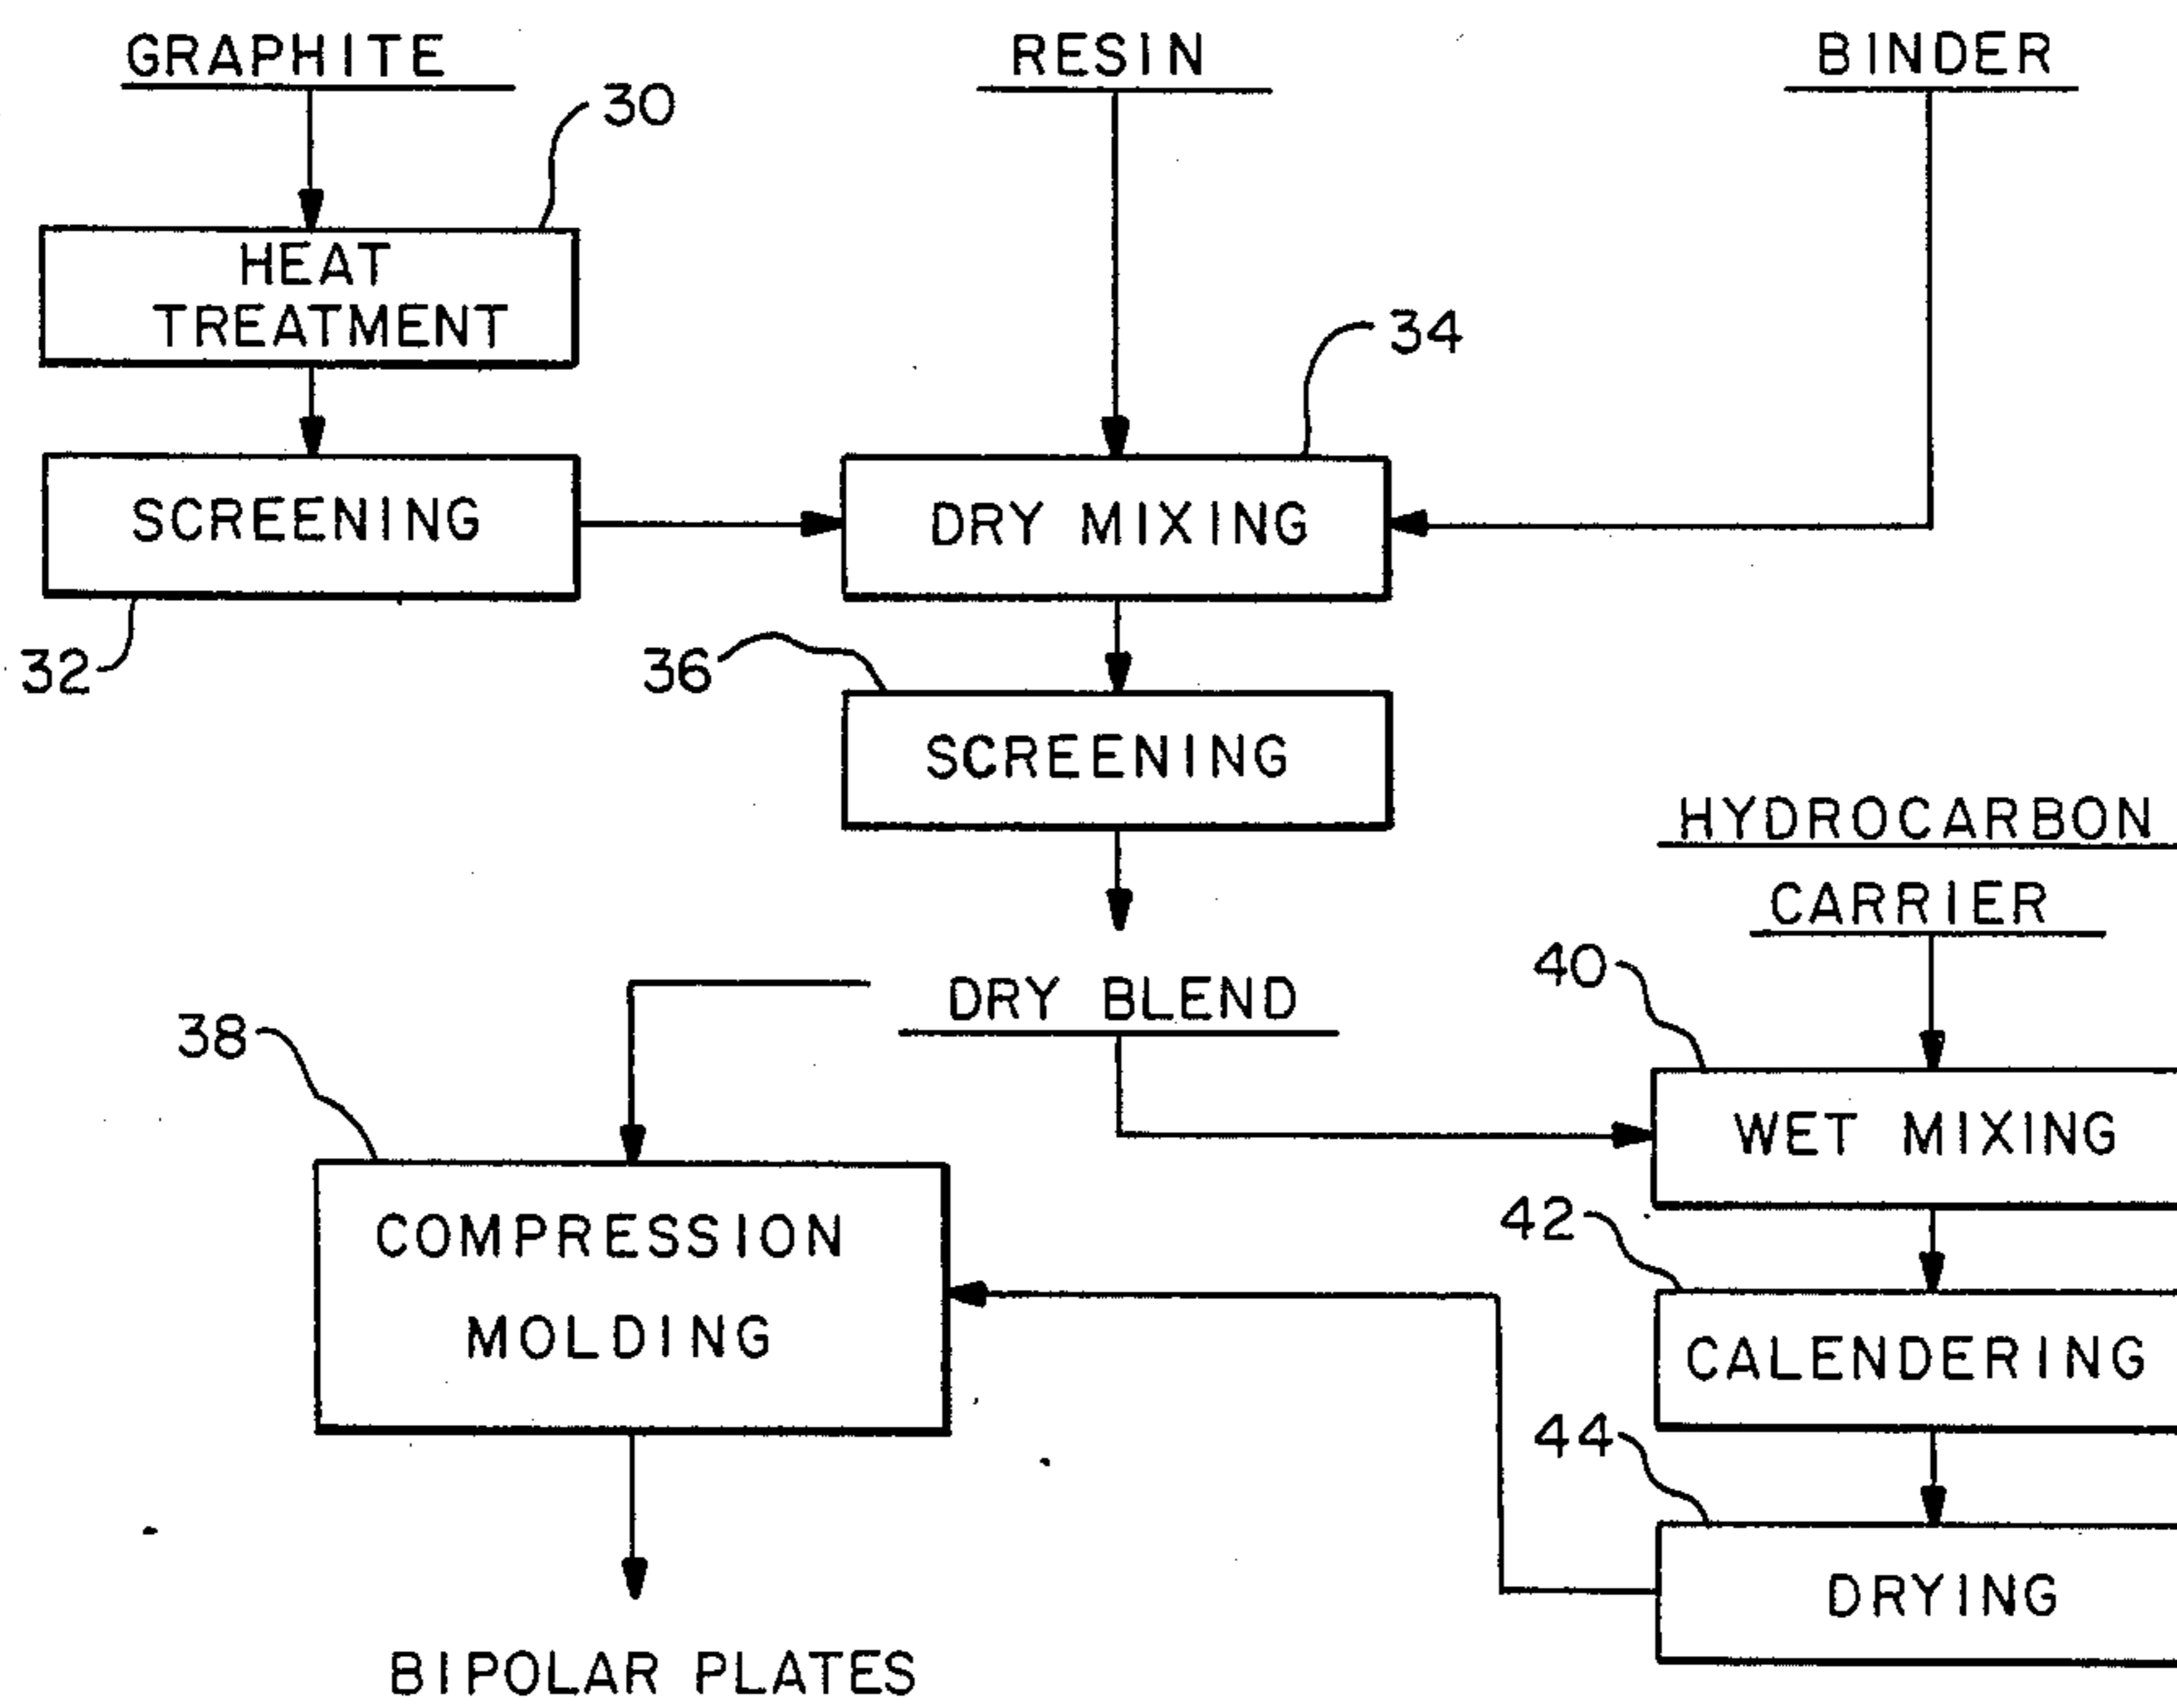 GRAPHITE
RESIN
BINDER
30
HEAT
TREATMENT
34
SCREENING
DRY MIXING
32
36
SCREENING
HYDROCARBON
CARRIER
40
DRY BLEND
38
WET MIXING
42
COMPRESSION
MOLDING
CALENDERING
44
DRYING
BIPOLAR PLATES